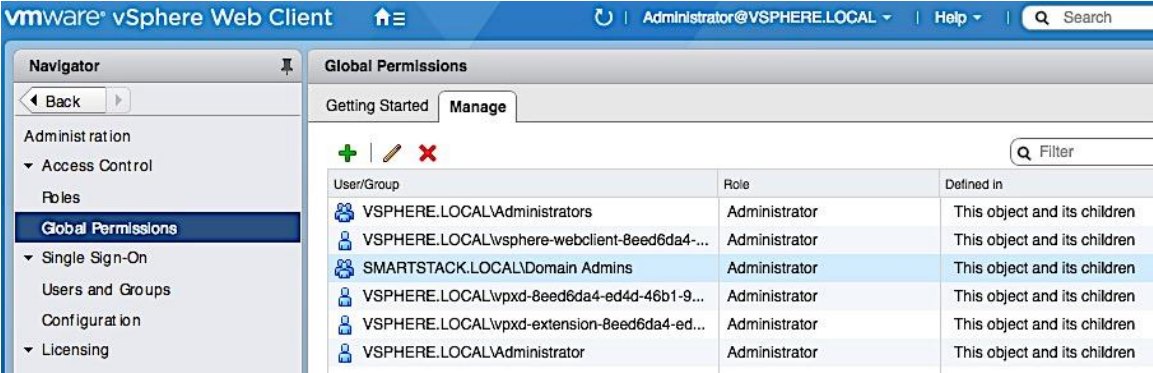 vmware® vSphere Web Client Administrator@VSPHERE.LOCAL Help Search
Navigator
Back
Administration
Access Control
Roles
Global Permissions
Single Sign-On
Users and Groups
Configuration
Licensing
Global Permissions
Getting Started Manage
Filter
User/Group Role Defined in
VSPHERE.LOCAL\Administrators Administrator This object and its children
VSPHERE.LOCAL\vsphere-webclient-8eed6da4-... Administrator This object and its children
SMARTSTACK.LOCAL\Domain Admins Administrator This object and its children
VSPHERE.LOCAL\vpxd-8eed6da4-ed4d-46b1-9... Administrator This object and its children
VSPHERE.LOCAL\vpxd-extension-8eed6da4-ed... Administrator This object and its children
VSPHERE.LOCAL\Administrator Administrator This object and its children